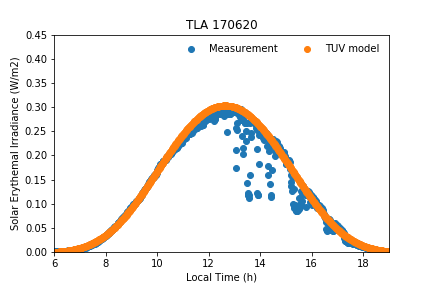 TLA 170620
Measurement TUV model
Solar Erythemal Irradiance (W/m2)
0.45
0.40
0.35
0.30
0.25
0.20
0.15
0.10
0.05
0.00
6 8 10 12 14 16 18
Local Time (h)